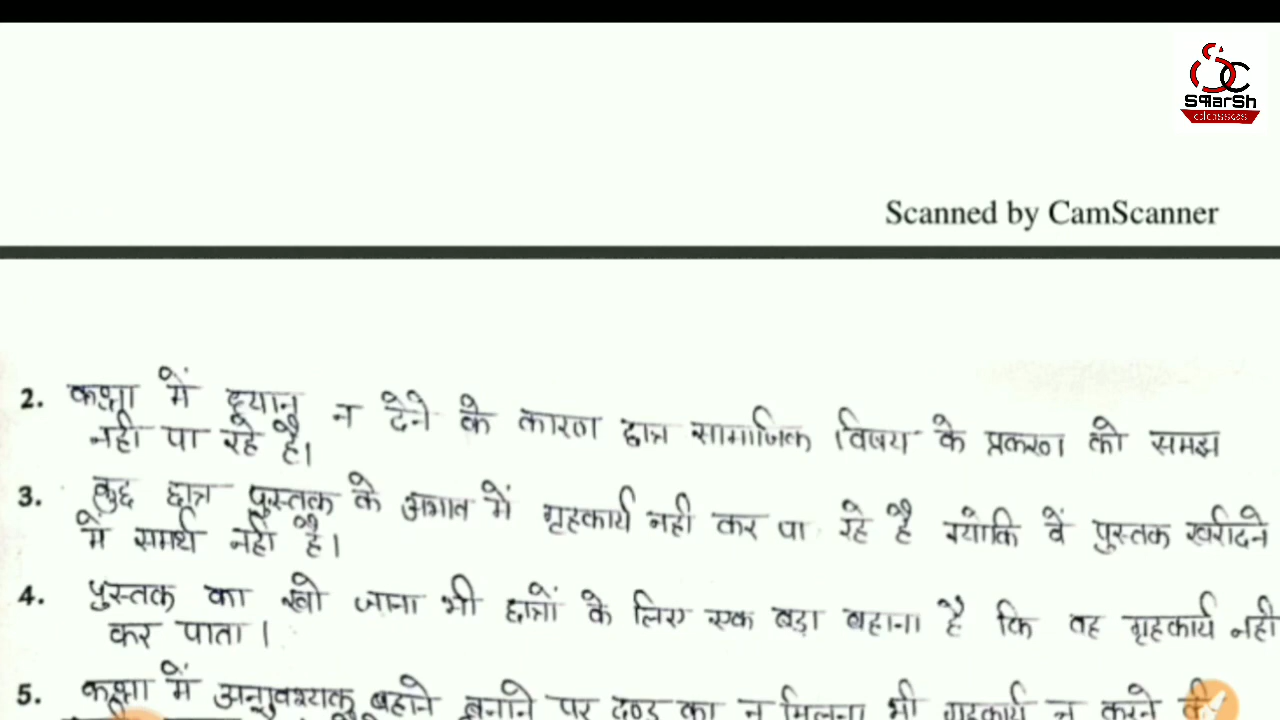 SपarSh
classes
Scanned by CamScanner
2. कक्षा में ध्यान न देने के कारण छात्र सामाजिक विषय के प्रकरण को समझ
नही पा रहे है।
3. कुछ छात्र पुस्तक के अभाव में गृहकार्य नही कर पा रहे है क्योकि वें पुस्तक खरीदने
मे समर्थ नही है।
4. पुस्तक का खो जाना भी छात्रों के लिए एक बड़ा बहाना है कि वह गृहकार्य नही
कर पाता।
5. कक्षा में अनावश्यक बहाने बनाने पर दण्ड का न मिलना भी गृहकार्य न करने